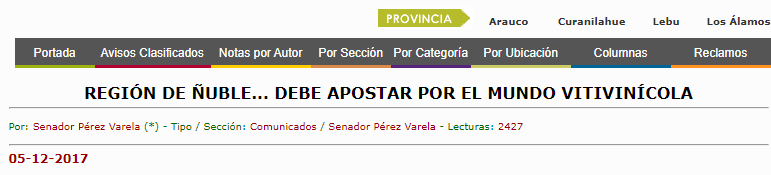 PROVINCIA Arauco Curanilahue Lebu Los Álamos
Portada Avisos Clasificados Notas por Autor Por Sección Por Categoría Por Ubicación Columnas Reclamos
REGIÓN DE ÑUBLE... DEBE APOSTAR POR EL MUNDO VITIVINÍCOLA
Por: Senador Pérez Varela (*) - Tipo / Sección: Comunicados / Senador Pérez Varela - Lecturas: 2427
05-12-2017